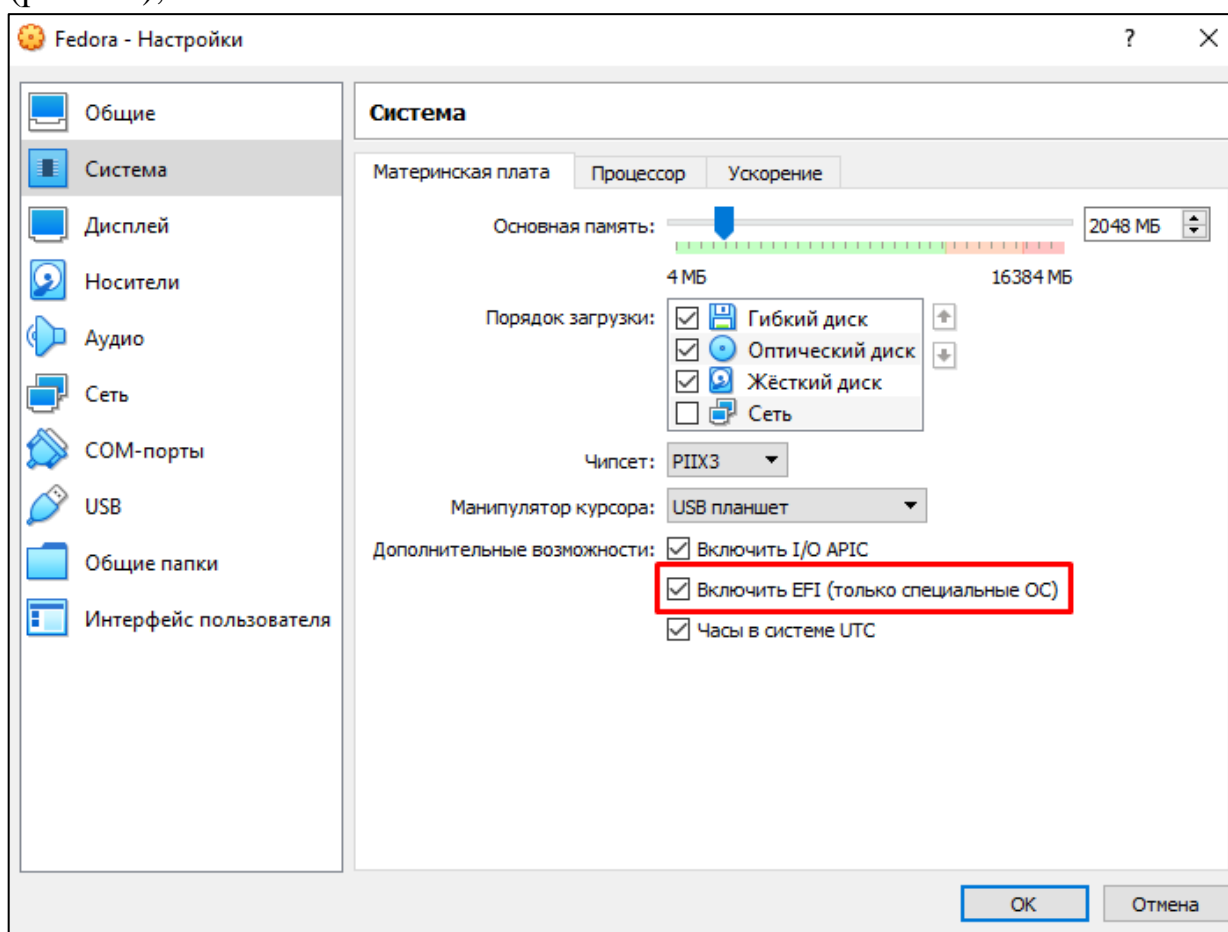 Fedora - Настройки
?
Общие
Система
Дисплей
Носители
Аудио
Сеть
COM-порты
USB
Общие папки
Интерфейс пользователя
Система
Материнская плата
Процессор
Ускорение
Основная память:
2048 МБ
4 МБ
16384 МБ
Порядок загрузки:
Гибкий диск
Оптический диск
Жёсткий диск
Сеть
Чипсет: PIIX3
Манипулятор курсора: USB планшет
Дополнительные возможности: Включить I/O APIC
Включить EFI (только специальные ОС)
Часы в системе UTC
OK
Отмена